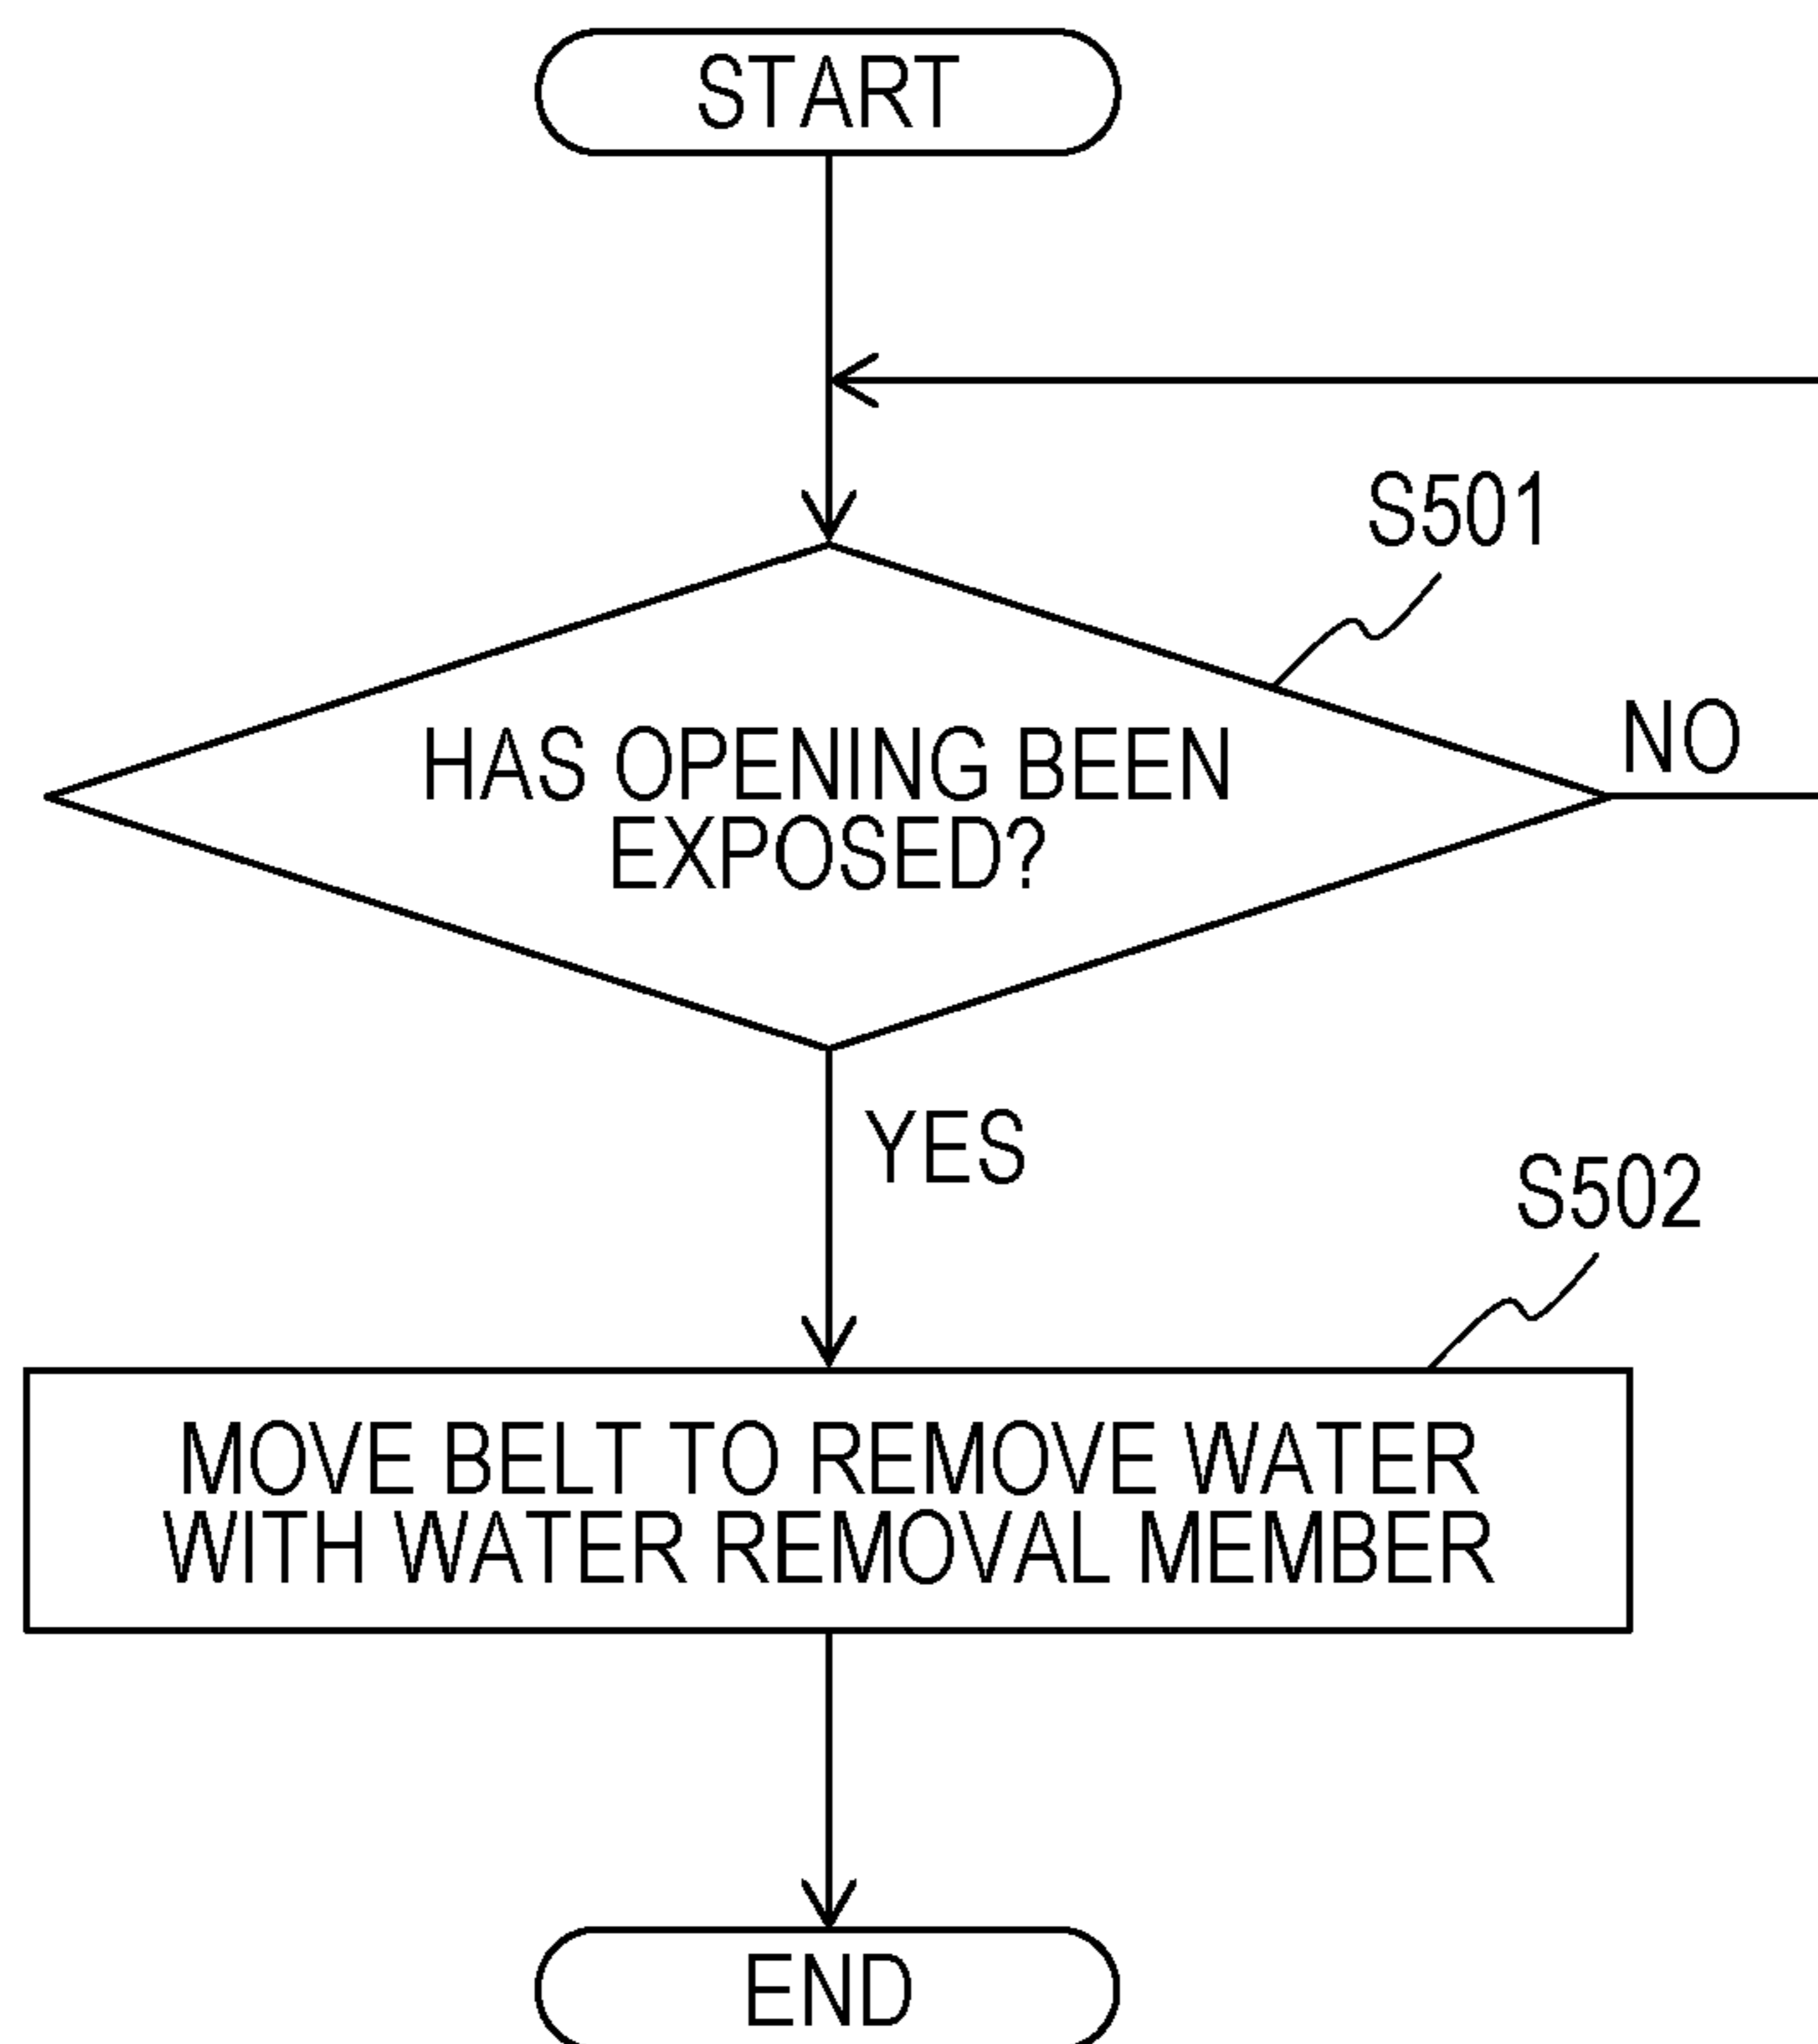 START
S501
HAS OPENING BEEN
EXPOSED?
NO
YES
S502
MOVE BELT TO REMOVE WATER
WITH WATER REMOVAL MEMBER
END